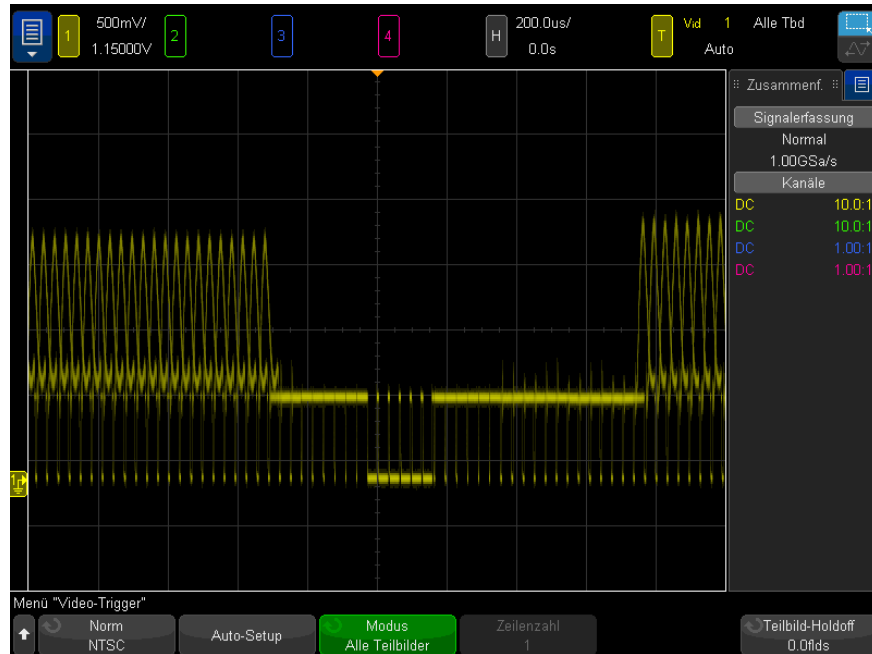 1 500mV/ 2 3 4 H 200.0us/ T Vid 1 Alle Tbd
1.15000V 0.0s Auto
Zusammenf.
Signalerfassung
Normal
1.00GSa/s
Kanäle
DC 10.0:1
DC 10.0:1
DC 1.00:1
DC 1.00:1
1
Menü "Video-Trigger"
Norm
NTSC
Auto-Setup
Modus
Alle Teilbilder
Zeilenzahl
1
Teilbild-Holdoff
0.0flds